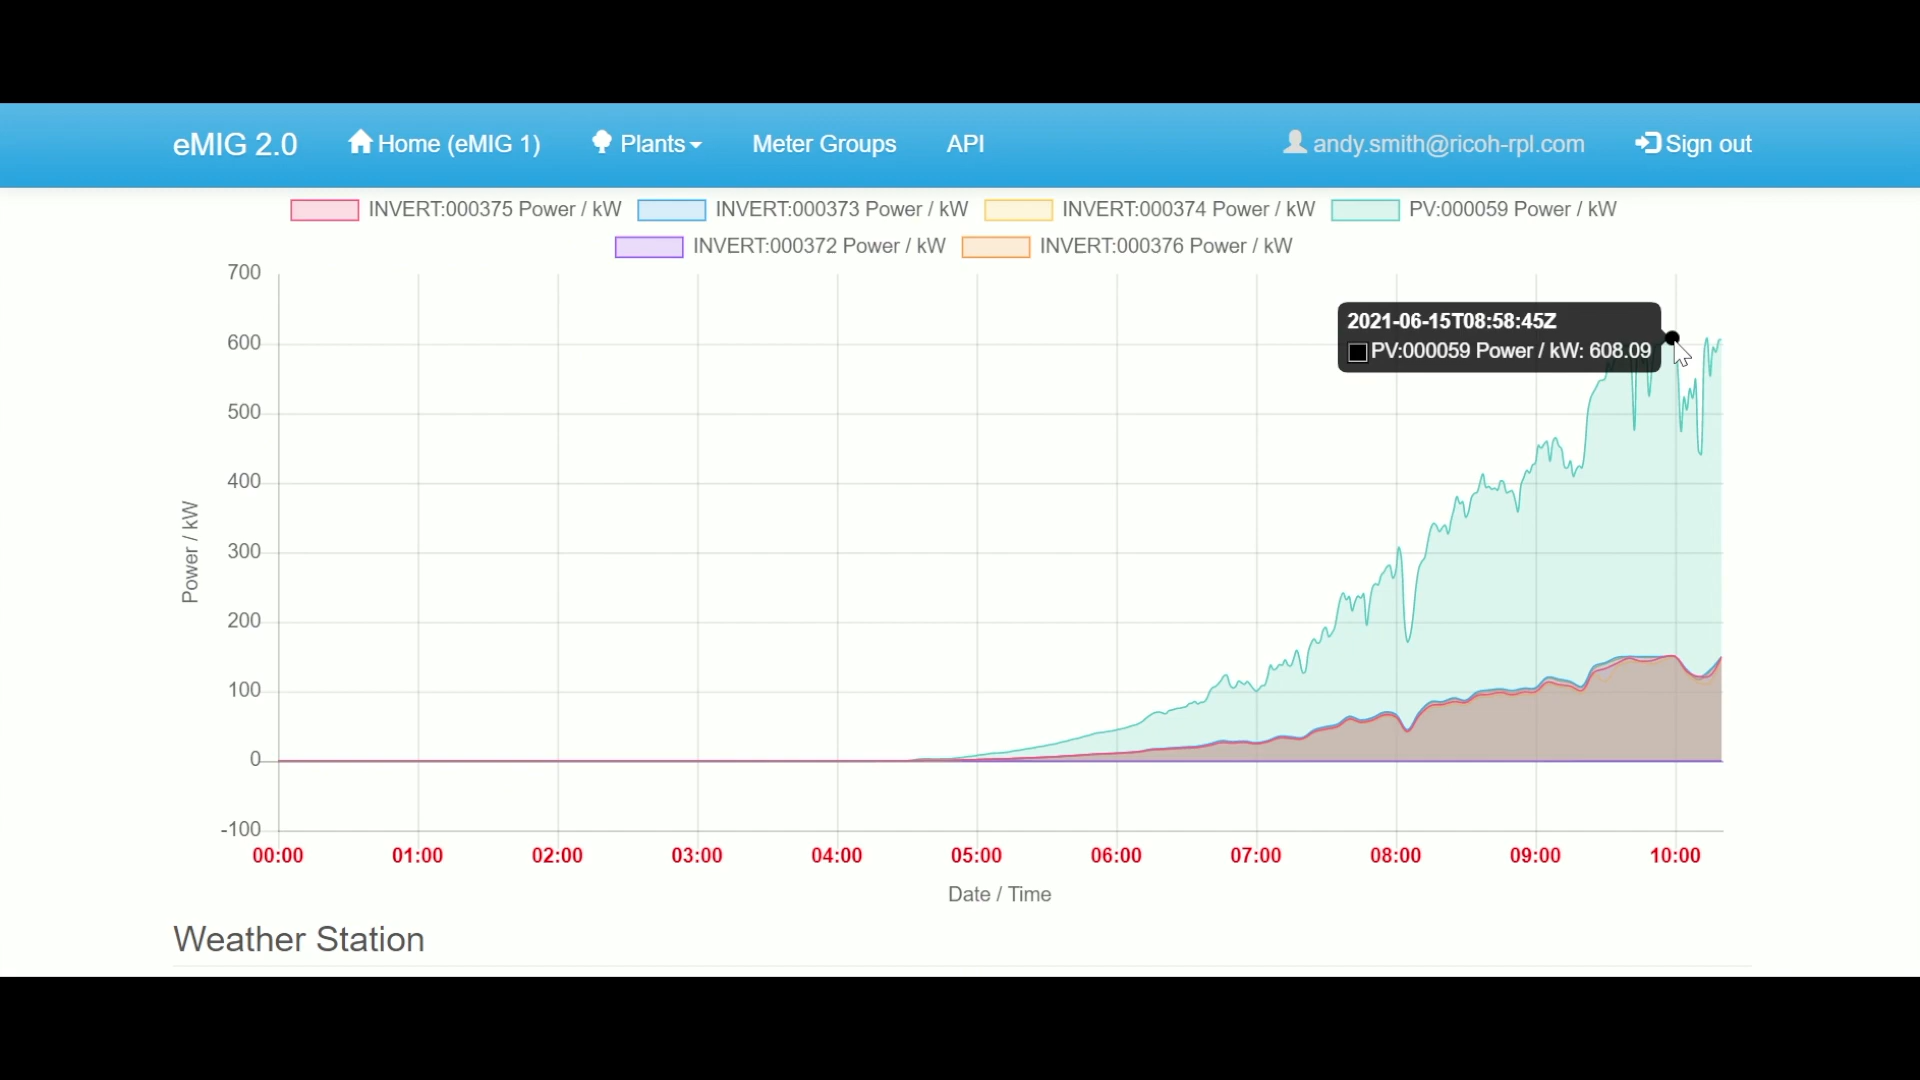 eMIG 2.0 Home (eMIG 1) Plants Meter Groups API andy.smith@ricoh-rpl.com Sign out
INVERT:000375 Power / kW INVERT:000373 Power / kW INVERT:000374 Power / kW PV:000059 Power / kW
INVERT:000372 Power / kW INVERT:000376 Power / kW
700
600
500
400
300
200
100
0
-100
Power / kW
2021-06-15T08:58:45Z
PV:000059 Power / kW: 608.09
00:00 01:00 02:00 03:00 04:00 05:00 06:00 07:00 08:00 09:00 10:00
Date / Time
Weather Station